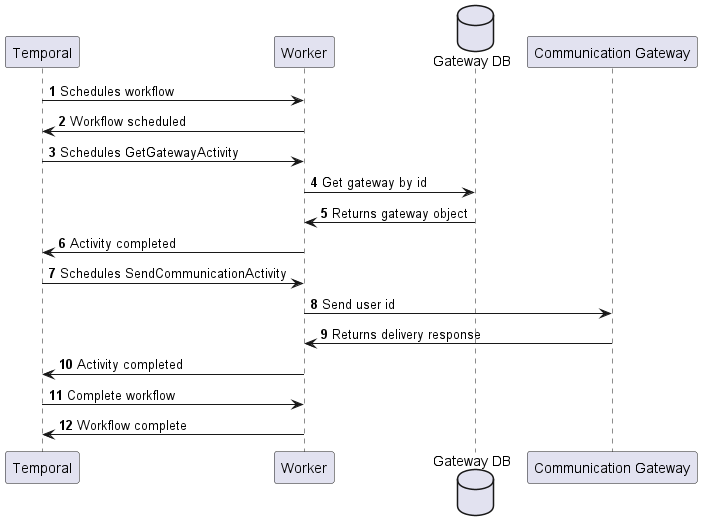 Gateway DB
Temporal
Worker
Communication Gateway
1 Schedules workflow
2 Workflow scheduled
3 Schedules GetGatewayActivity
4 Get gateway by id
5 Returns gateway object
6 Activity completed
7 Schedules SendCommunicationActivity
8 Send user id
9 Returns delivery response
10 Activity completed
11 Complete workflow
12 Workflow complete
Temporal
Worker
Gateway DB
Communication Gateway